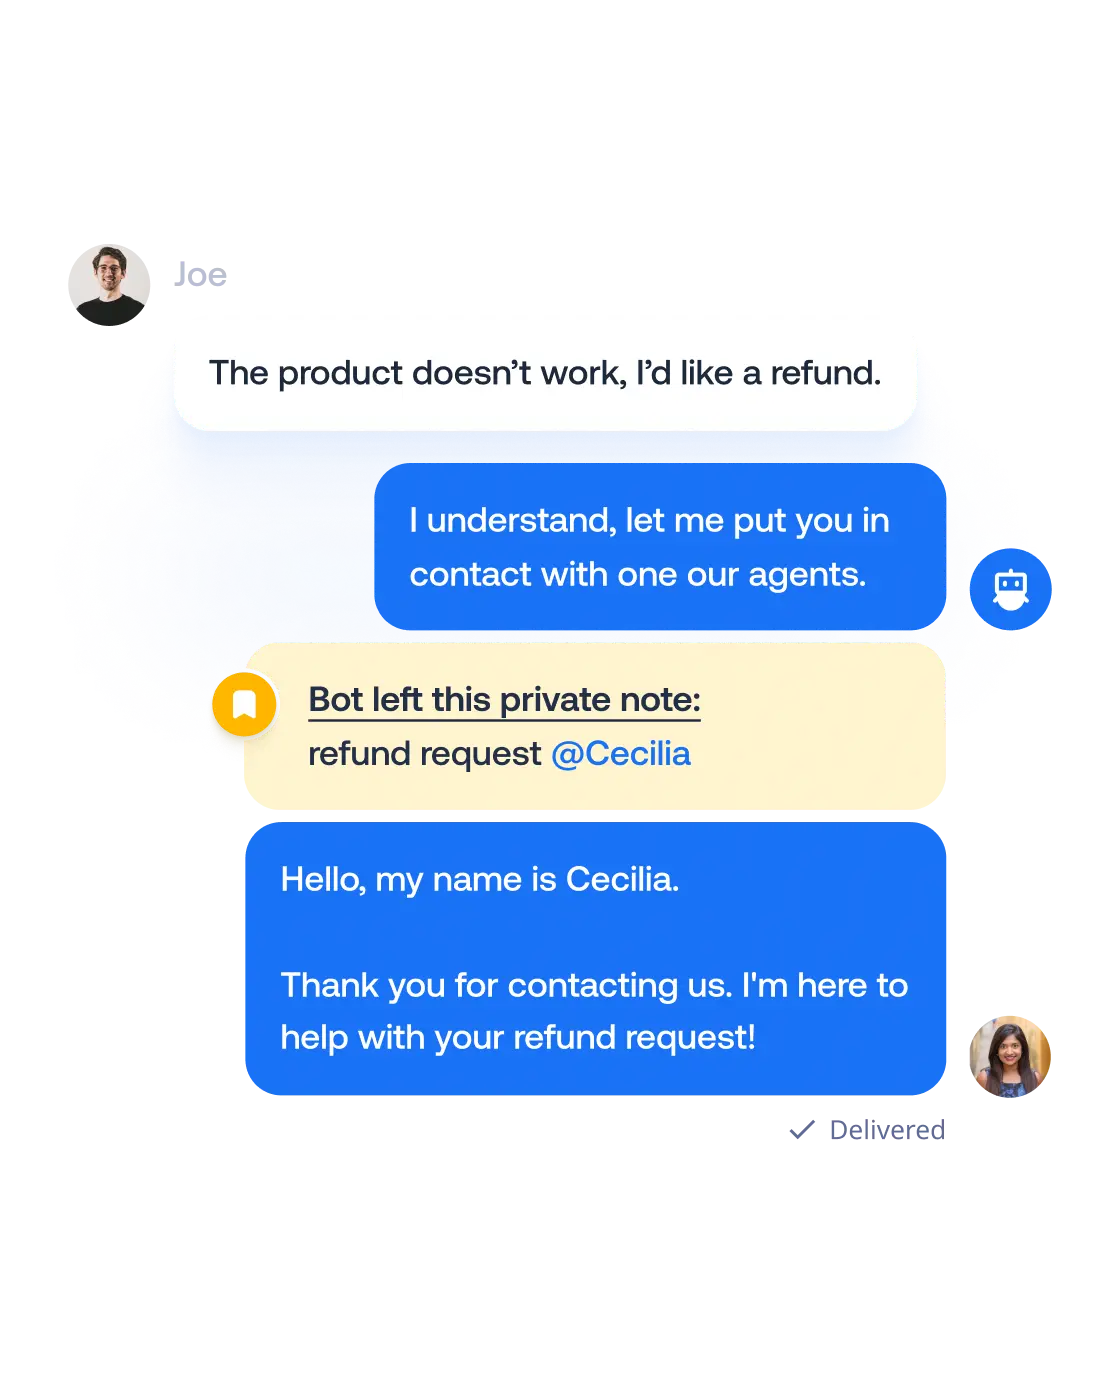 Joe
The product doesn’t work, I’d like a refund.
I understand, let me put you in
contact with one our agents.
Bot left this private note:
refund request @Cecilia
Hello, my name is Cecilia.
Thank you for contacting us. I'm here to
help with your refund request!
Delivered